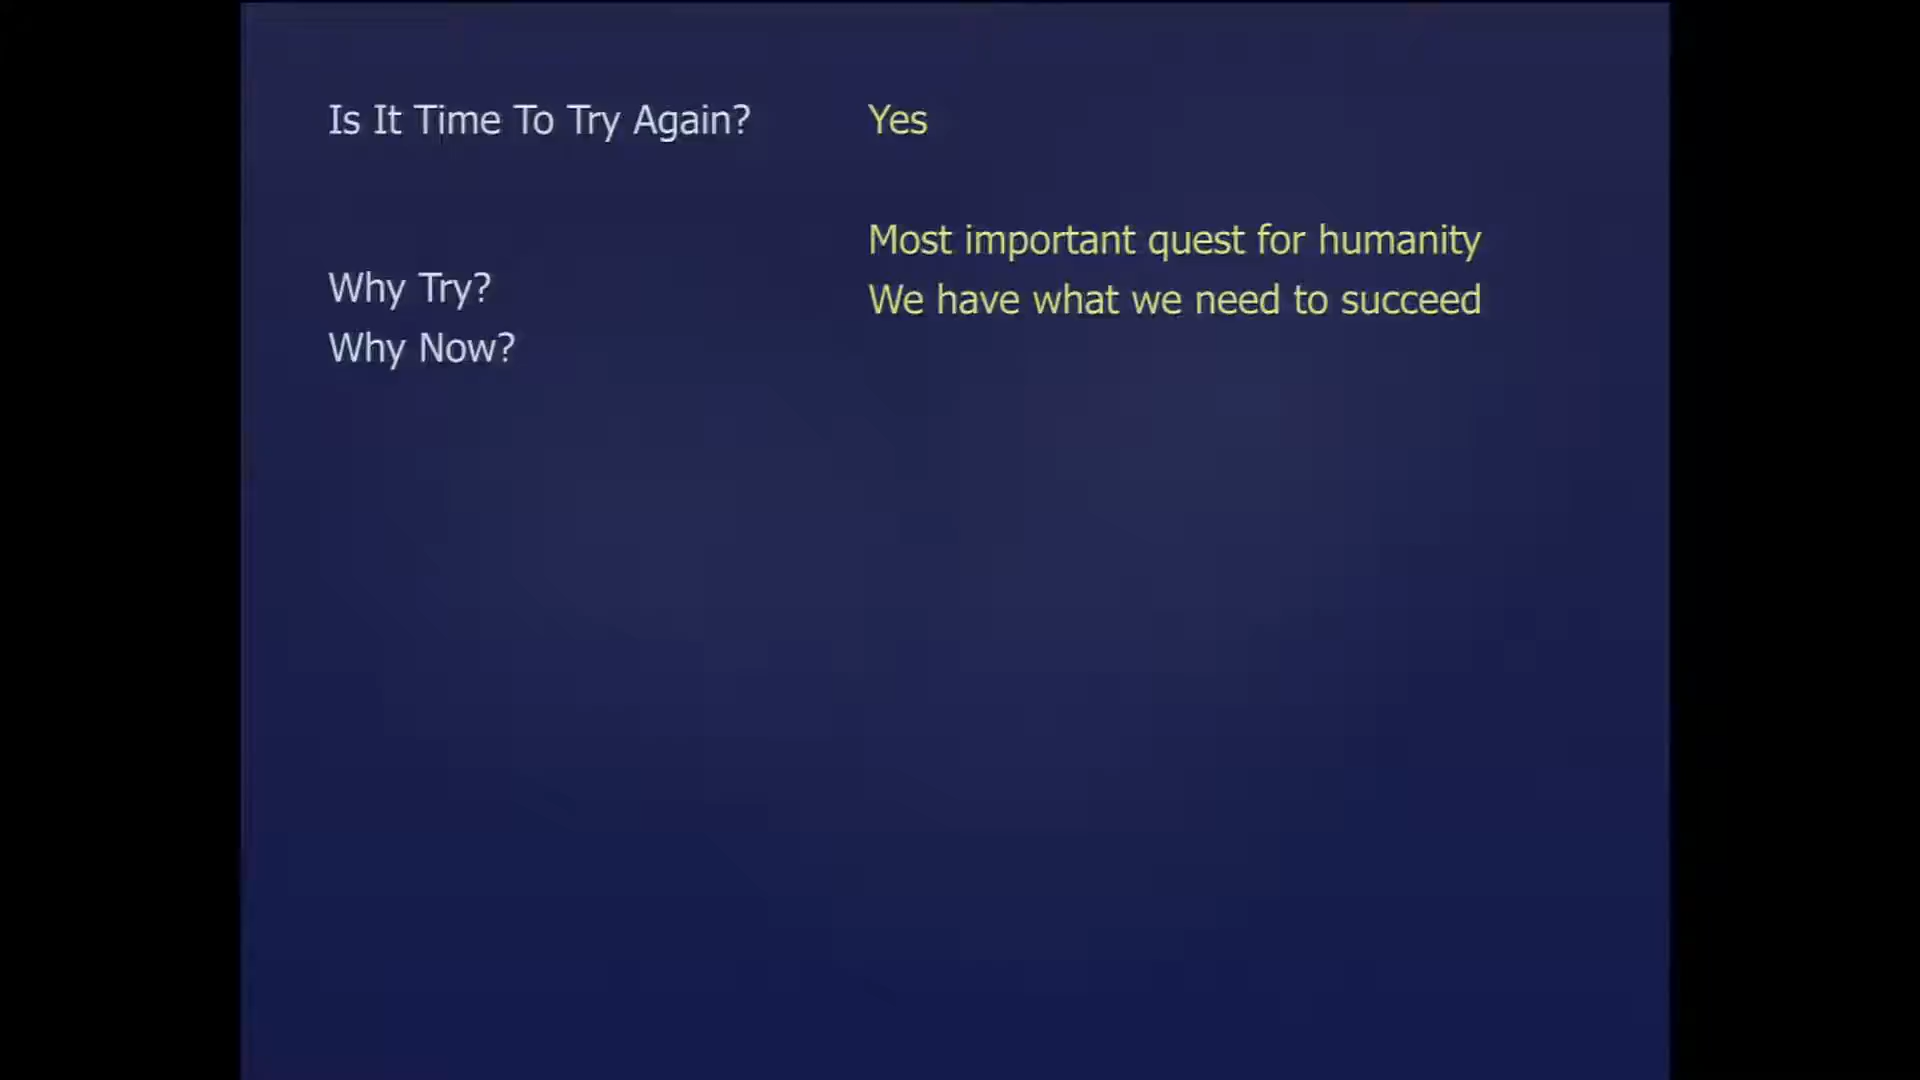 Is It Time To Try Again?
Yes
Most important quest for humanity
Why Try?
We have what we need to succeed
Why Now?